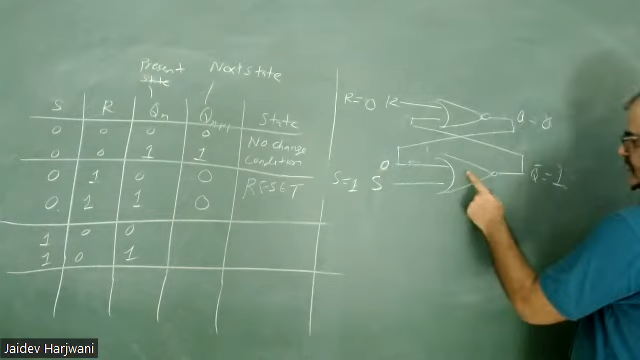 Present state
Next state
S R Qn Qn+1 State
0 0 0 0 No change
0 0 1 1 condition
0 1 0 0 RESET
0 1 1 0
1 0 0
1 0 1
R=0 R
Q=0
0
S=1 S
Q̄=1
Jaidev Harjwani